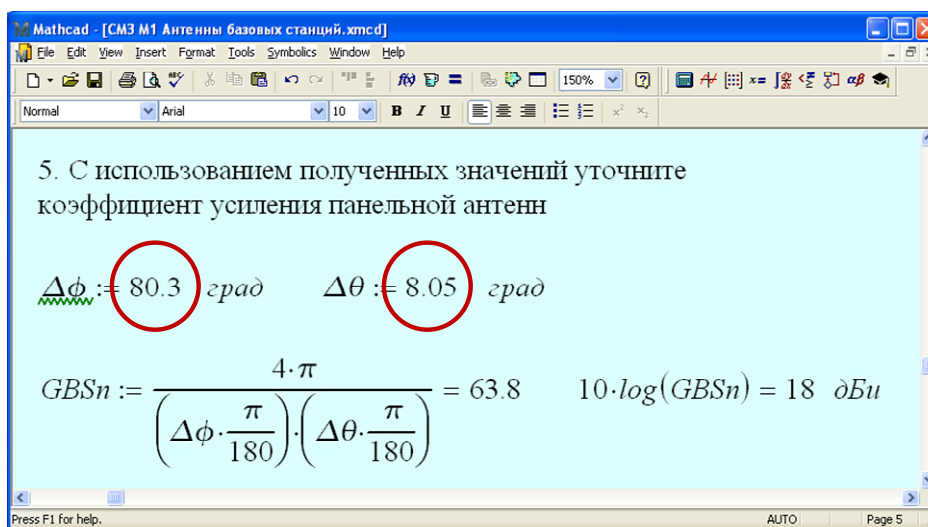 Mathcad - [СМЗ М1 Антенны базовых станций.xmcd]
File Edit View Insert Format Tools Symbolics Window Help
150%
Normal Arial 10 B I U
5. С использованием полученных значений уточните
коэффициент усиления панельной антенн
Δϕ := 80.3 град Δθ := 8.05 град
GBSn := 4·π / ((Δϕ·π/180)·(Δθ·π/180)) = 63.8 10·log(GBSn) = 18 дБи
Press F1 for help. AUTO Page 5